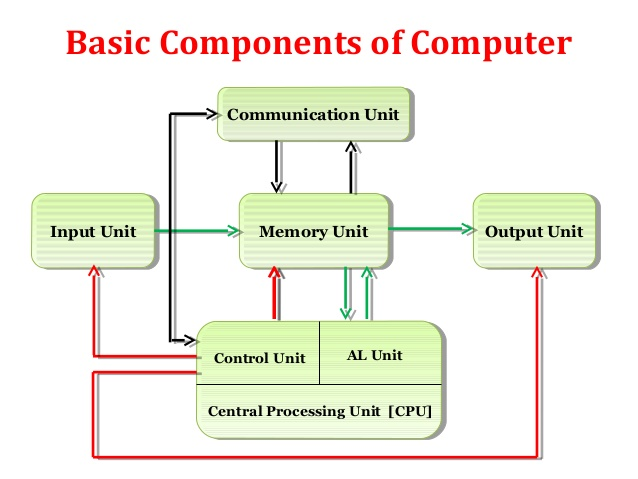 Basic Components of Computer
Communication Unit
Input Unit
Memory Unit
Output Unit
Control Unit
AL Unit
Central Processing Unit [CPU]